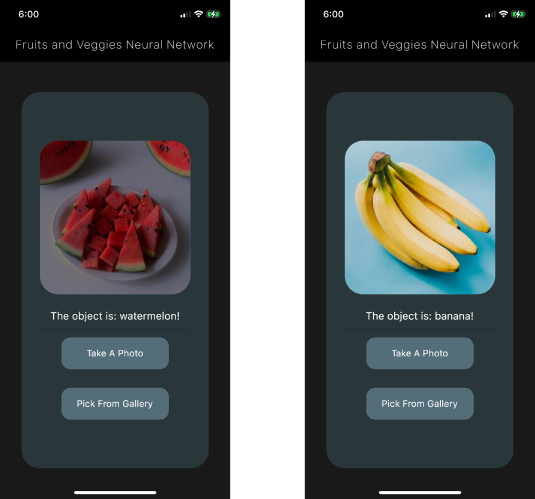 6:00
Fruits and Veggies Neural Network
The object is: watermelon!
Take A Photo
Pick From Gallery
6:00
Fruits and Veggies Neural Network
The object is: banana!
Take A Photo
Pick From Gallery